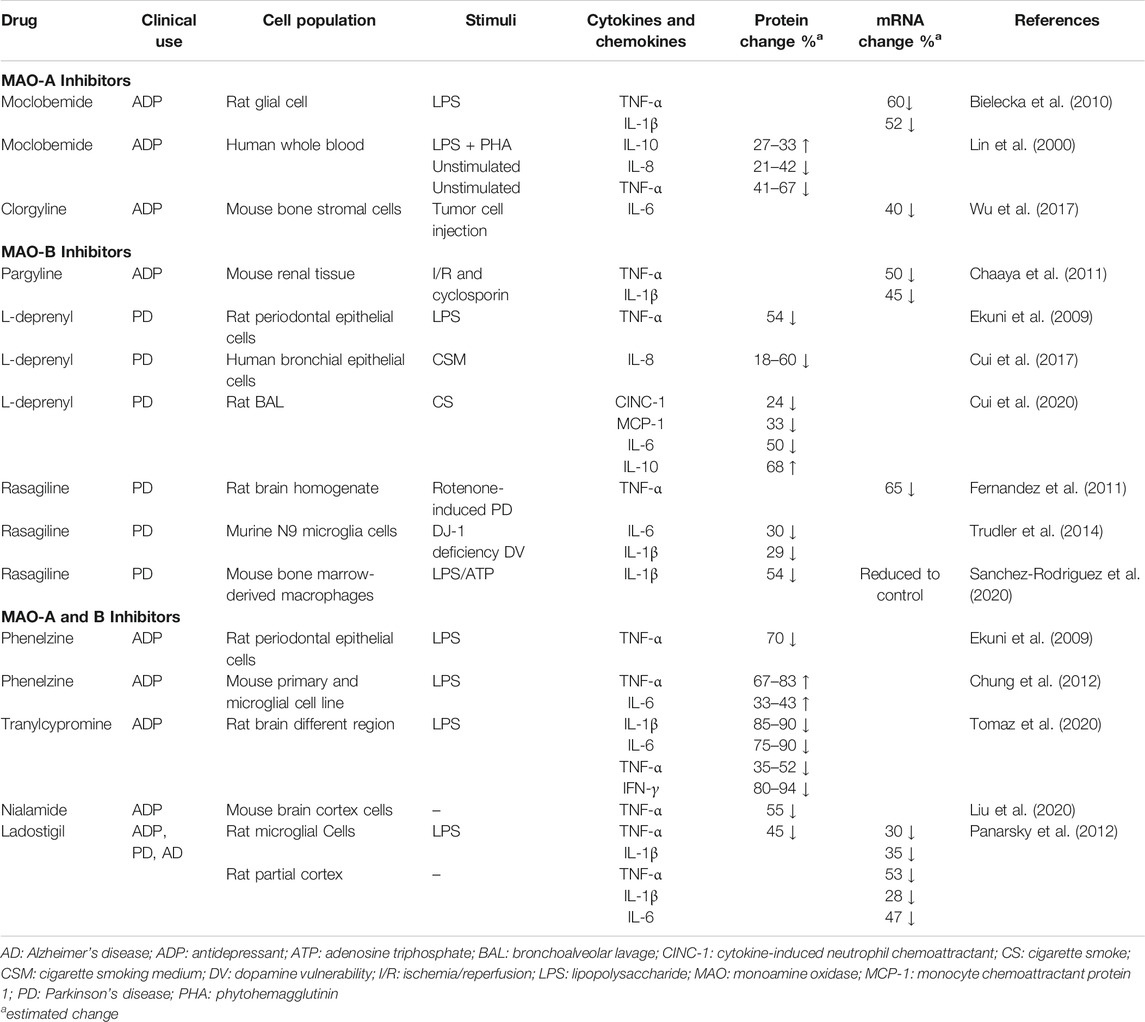 Drug Clinical use Cell population Stimuli Cytokines and chemokines Protein change %a mRNA change %a References
MAO-A Inhibitors
Moclobemide ADP Rat glial cell LPS TNF-α 60↓ Bielecka et al. (2010)
IL-1β 52 ↓
Moclobemide ADP Human whole blood LPS + PHA IL-10 27–33 ↑ Lin et al. (2000)
Unstimulated IL-8 21–42 ↓
Unstimulated TNF-α 41–67 ↓
Clorgyline ADP Mouse bone stromal cells Tumor cell IL-6 40 ↓ Wu et al. (2017)
injection
MAO-B Inhibitors
Pargyline ADP Mouse renal tissue I/R and TNF-α 50 ↓ Chaaya et al. (2011)
cyclosporin IL-1β 45 ↓
L-deprenyl PD Rat periodontal epithelial LPS TNF-α 54 ↓ Ekuni et al. (2009)
cells
L-deprenyl PD Human bronchial epithelial CSM IL-8 18–60 ↓ Cui et al. (2017)
cells
L-deprenyl PD Rat BAL CS CINC-1 24 ↓ Cui et al. (2020)
MCP-1 33 ↓
IL-6 50 ↓
IL-10 68 ↑
Rasagiline PD Rat brain homogenate Rotenone- TNF-α 65 ↓ Fernandez et al. (2011)
induced PD
Rasagiline PD Murine N9 microglia cells DJ-1 IL-6 30 ↓ Trudler et al. (2014)
deficiency DV IL-1β 29 ↓
Rasagiline PD Mouse bone marrow- LPS/ATP IL-1β 54 ↓ Reduced to Sanchez-Rodriguez et al.
derived macrophages control (2020)
MAO-A and B Inhibitors
Phenelzine ADP Rat periodontal epithelial LPS TNF-α 70 ↓ Ekuni et al. (2009)
cells
Phenelzine ADP Mouse primary and LPS TNF-α 67–83 ↑ Chung et al. (2012)
microglial cell line IL-6 33–43 ↑
Tranylcypromine ADP Rat brain different region LPS IL-1β 85–90 ↓ Tomaz et al. (2020)
IL-6 75–90 ↓
TNF-α 35–52 ↓
IFN-γ 80–94 ↓
Nialamide ADP Mouse brain cortex cells – TNF-α 55 ↓ Liu et al. (2020)
Ladostigil ADP, Rat microglial Cells LPS TNF-α 45 ↓ 30 ↓ Panarsky et al. (2012)
PD, AD IL-1β 35 ↓
Rat partial cortex – TNF-α 53 ↓
IL-1β 28 ↓
IL-6 47 ↓
AD: Alzheimer's disease; ADP: antidepressant; ATP: adenosine triphosphate; BAL: bronchoalveolar lavage; CINC-1: cytokine-induced neutrophil chemoattractant; CS: cigarette smoke;
CSM: cigarette smoking medium; DV: dopamine vulnerability; I/R: ischemia/reperfusion; LPS: lipopolysaccharide; MAO: monoamine oxidase; MCP-1: monocyte chemoattractant protein
1; PD: Parkinson's disease; PHA: phytohemagglutinin
aestimated change